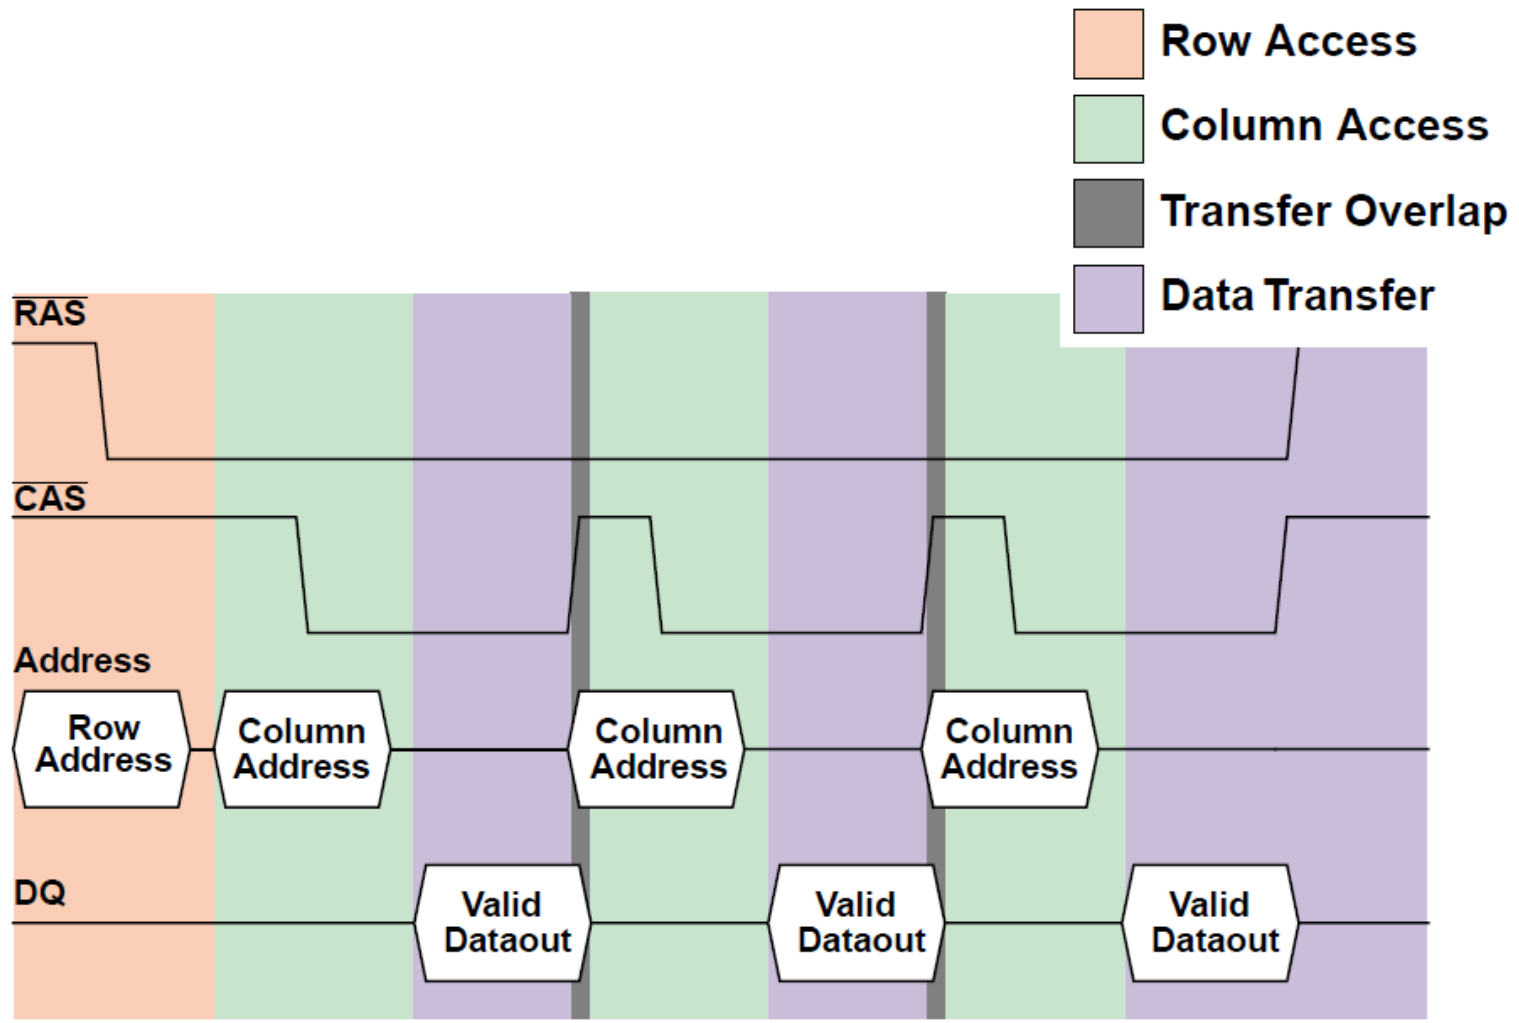 Row Access
Column Access
Transfer Overlap
Data Transfer
RAS
CAS
Address
Row
Address
Column
Address
Column
Address
Column
Address
DQ
Valid
Dataout
Valid
Dataout
Valid
Dataout